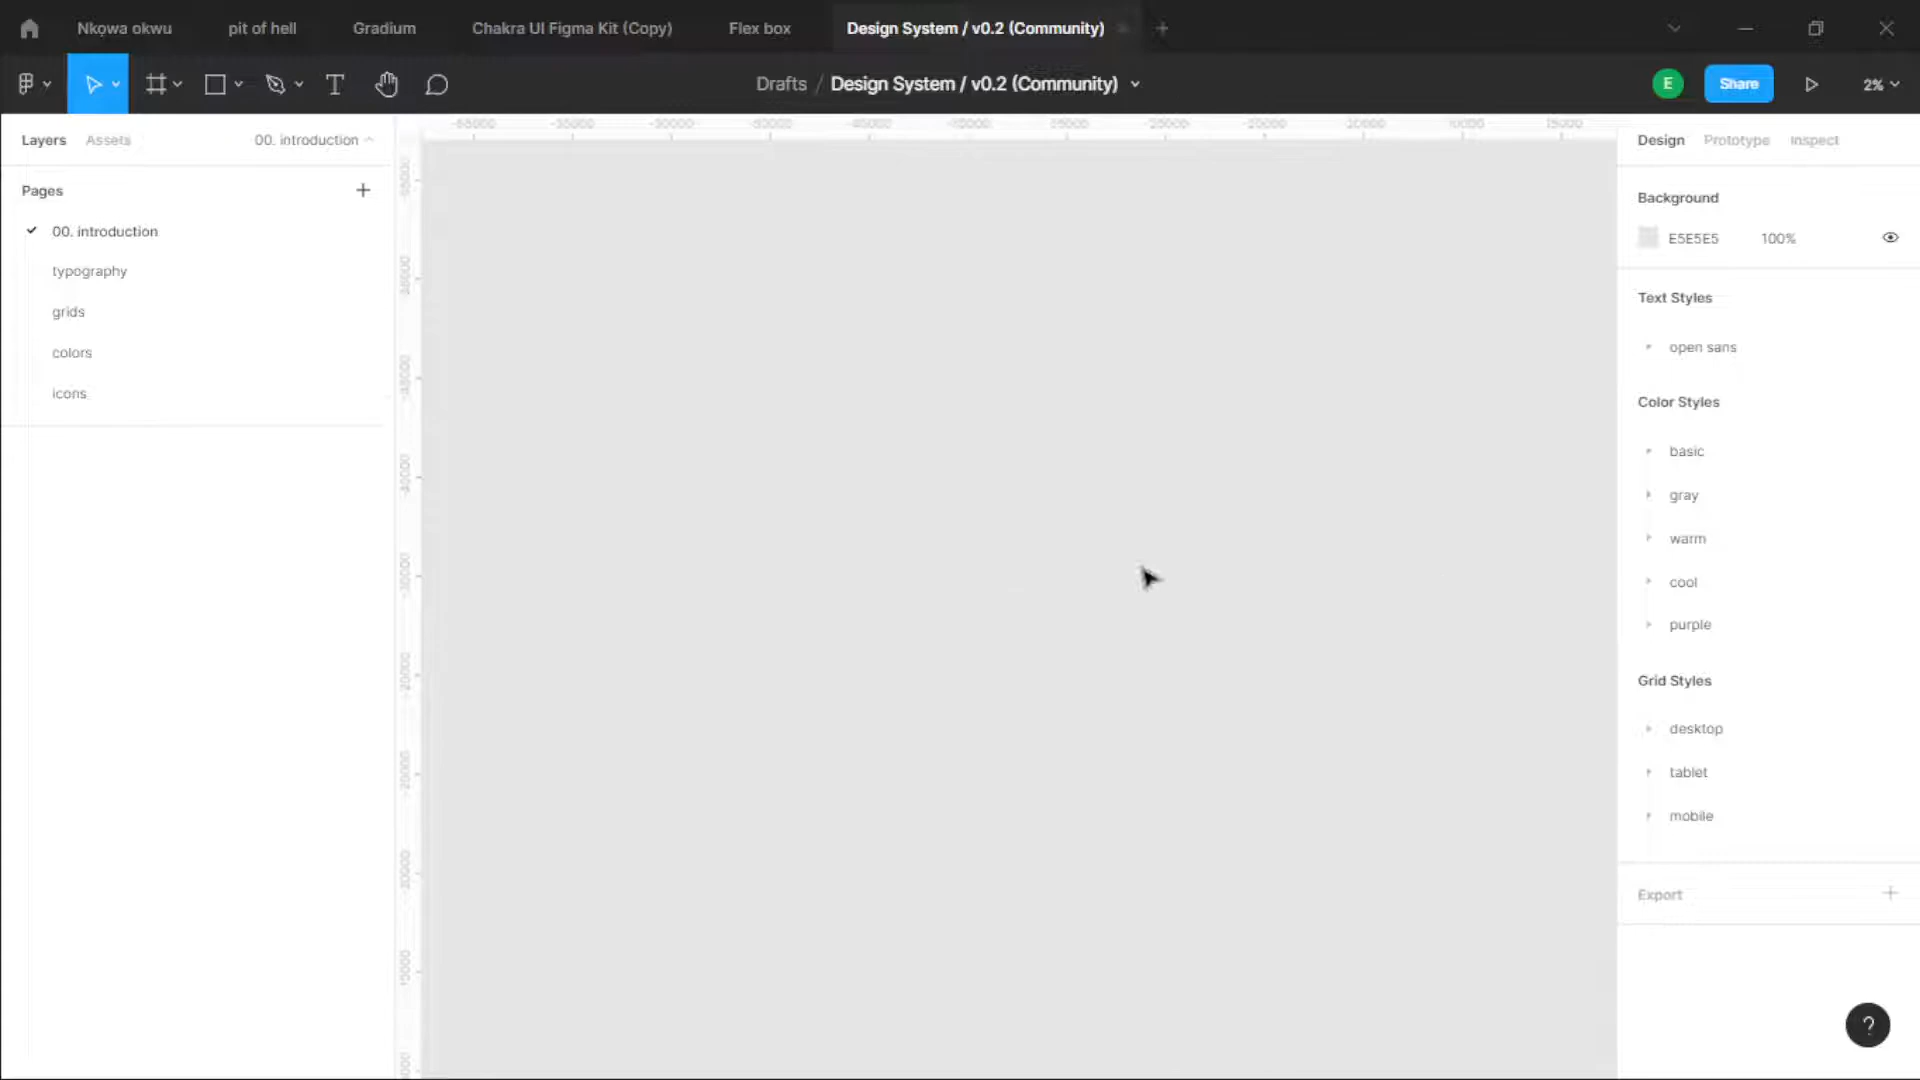 Nkowa okwu pit of hell Gradium Chakra UI Figma Kit (Copy) Flex box Design System / v0.2 (Community)
Drafts / Design System / v0.2 (Community)
E Share 2%
Layers Assets 00. introduction
Pages
00. introduction
typography
grids
colors
icons
Design Prototype Inspect
Background
E5E5E5 100%
Text Styles
open sans
Color Styles
basic
gray
warm
cool
purple
Grid Styles
desktop
tablet
mobile
Export
?